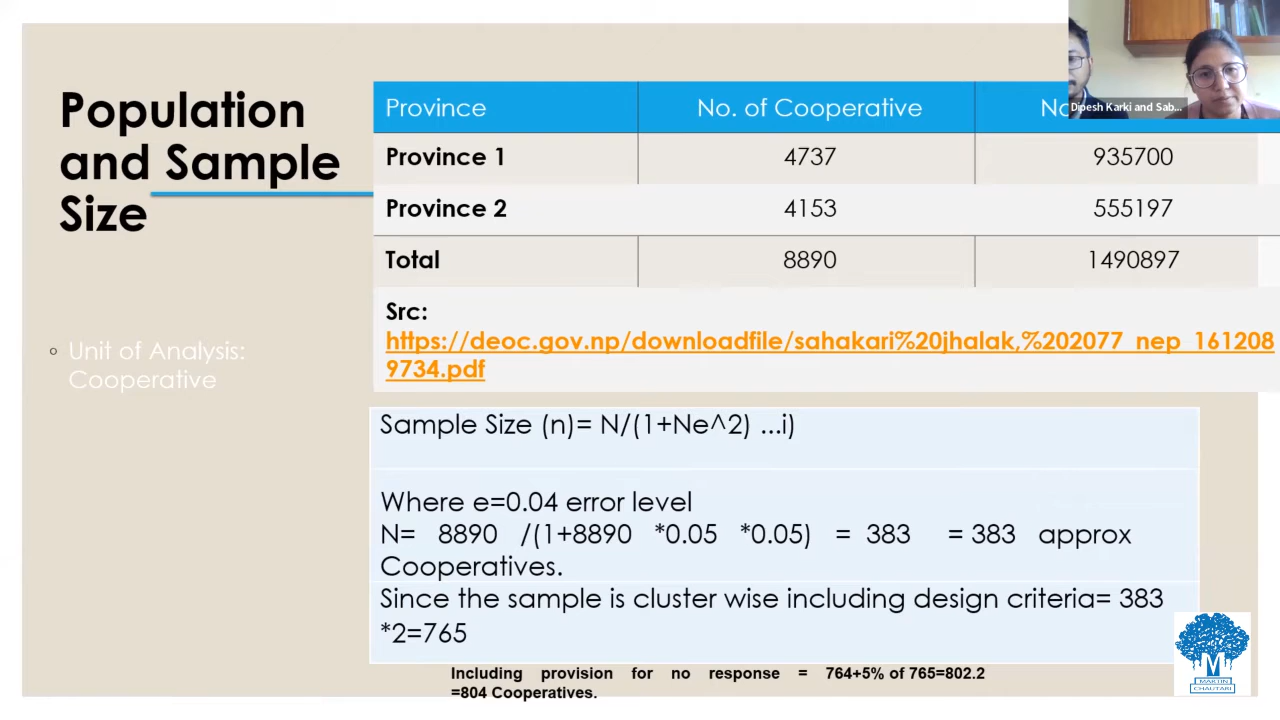 Population
and Sample
Size
Unit of Analysis:
Cooperative
Province No. of Cooperative
Province 1 4737 935700
Province 2 4153 555197
Total 8890 1490897
Src:
https://deoc.gov.np/downloadfile/sahakari%20jhalak,%202077_nep_161208
9734.pdf
Sample Size (n)= N/(1+Ne^2) ...i)
Where e=0.04 error level
N= 8890 /(1+8890 *0.05 *0.05) = 383 = 383 approx
Cooperatives.
Since the sample is cluster wise including design criteria= 383
*2=765
Including provision for no response = 764+5% of 765=802.2
=804 Cooperatives.
Dipesh Karki and Sab...
MARTIN
CHAUTARI